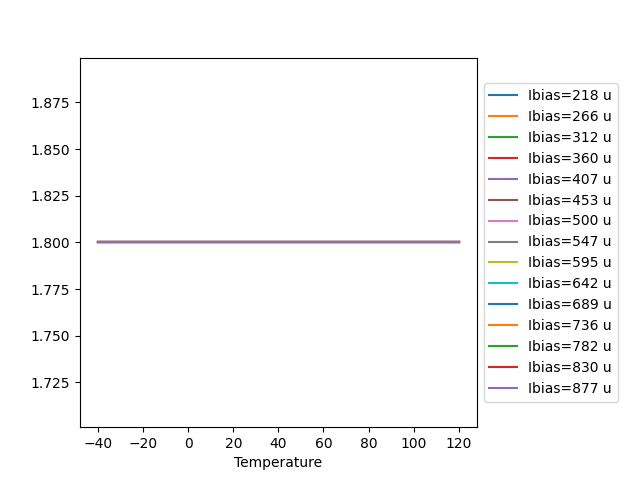 1.875
1.850
1.825
1.800
1.775
1.750
1.725
−40 −20 0 20 40 60 80 100 120
Temperature
Ibias=218 u
Ibias=266 u
Ibias=312 u
Ibias=360 u
Ibias=407 u
Ibias=453 u
Ibias=500 u
Ibias=547 u
Ibias=595 u
Ibias=642 u
Ibias=689 u
Ibias=736 u
Ibias=782 u
Ibias=830 u
Ibias=877 u